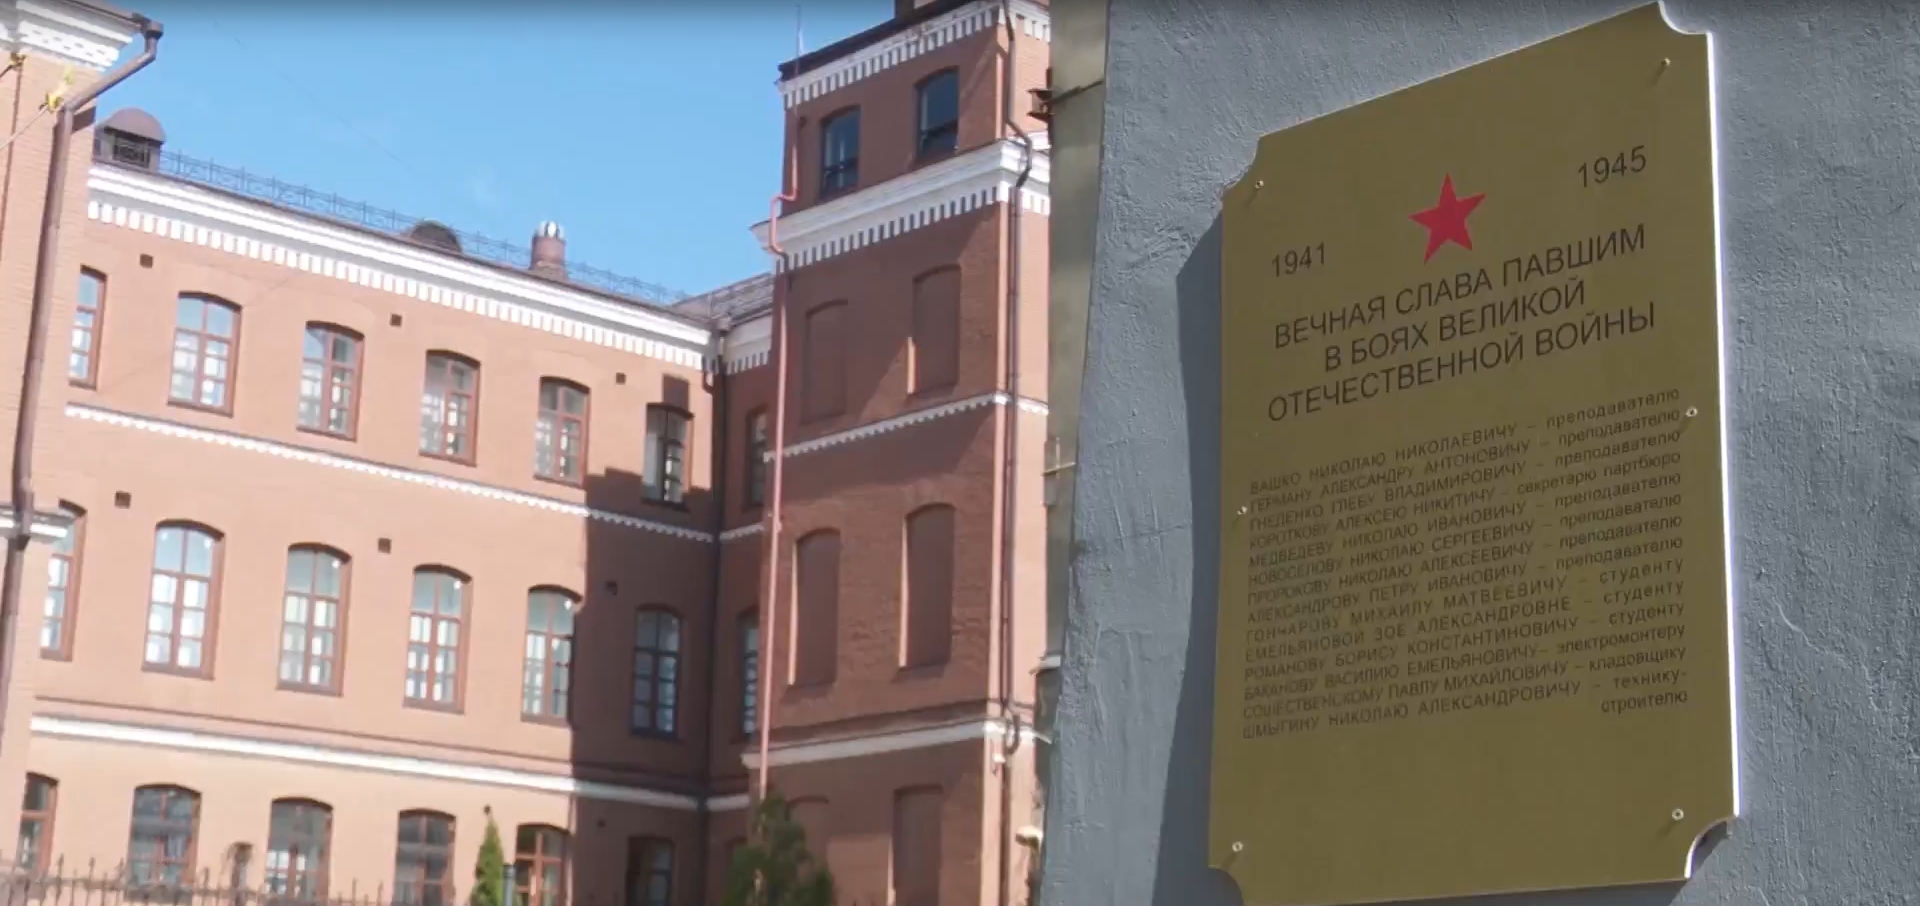 1941 1945
ВЕЧНАЯ СЛАВА ПАВШИМ
В БОЯХ ВЕЛИКОЙ
ОТЕЧЕСТВЕННОЙ ВОЙНЫ
ВАШКО НИКОЛАЮ НИКОЛАЕВИЧУ – преподавателю
ГЕРМАНУ АЛЕКСАНДРУ АНТОНОВИЧУ – преподавателю
ГНЕДЕНКО ГЛЕБУ ВЛАДИМИРОВИЧУ – преподавателю
КОРОТКОВУ АЛЕКСЕЮ НИКИТИЧУ – секретарю партбюро
МЕДВЕДЕВУ НИКОЛАЮ ИВАНОВИЧУ – преподавателю
НОВОСЕЛОВУ НИКОЛАЮ СЕРГЕЕВИЧУ – преподавателю
ПРОРОКОВУ НИКОЛАЮ АЛЕКСЕЕВИЧУ – преподавателю
АЛЕКСАНДРОВУ ПЕТРУ ИВАНОВИЧУ – преподавателю
ГОНЧАРОВУ МИХАИЛУ МАТВЕЕВИЧУ – студенту
ЕМЕЛЬЯНОВОЙ ЗОЕ АЛЕКСАНДРОВНЕ – студенту
РОМАНОВУ БОРИСУ КОНСТАНТИНОВИЧУ – студенту
БАКАНОВУ ВАСИЛИЮ ЕМЕЛЬЯНОВИЧУ– электромонтеру
СОШЕСТВЕНСКОМУ ПАВЛУ МИХАЙЛОВИЧУ – кладовщику
ШМЫГИНУ НИКОЛАЮ АЛЕКСАНДРОВИЧУ – технику-
строителю